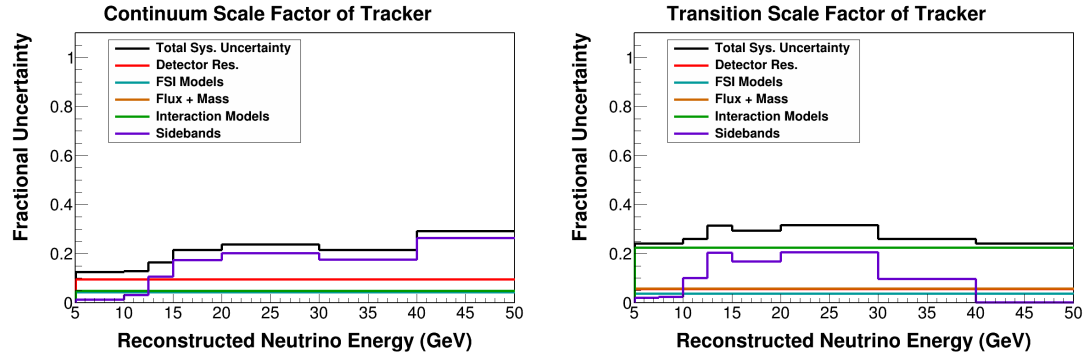 Continuum Scale Factor of Tracker
Fractional Uncertainty
1
0.8
0.6
0.4
0.2
0
Total Sys. Uncertainty
Detector Res.
FSI Models
Flux + Mass
Interaction Models
Sidebands
5 10 15 20 25 30 35 40 45 50
Reconstructed Neutrino Energy (GeV)
Transition Scale Factor of Tracker
Fractional Uncertainty
1
0.8
0.6
0.4
0.2
0
Total Sys. Uncertainty
Detector Res.
FSI Models
Flux + Mass
Interaction Models
Sidebands
5 10 15 20 25 30 35 40 45 50
Reconstructed Neutrino Energy (GeV)